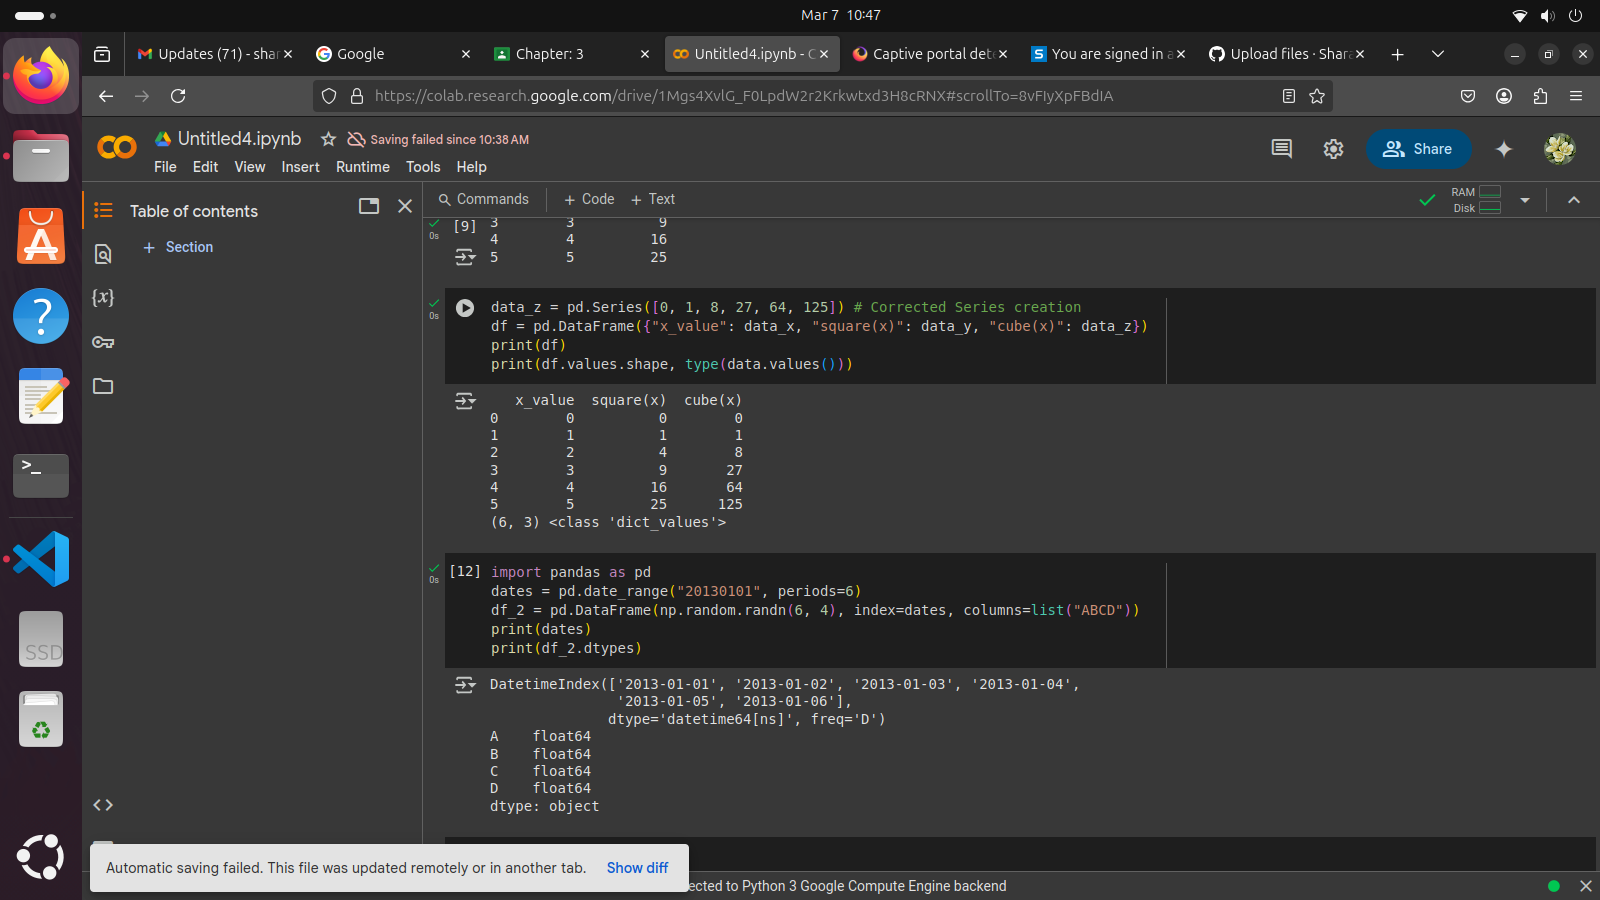 Mar 7 10:47
Updates (71) - shar
Google
Chapter: 3
Untitled4.ipynb - C
Captive portal dete
You are signed in a
Upload files · Shara
https://colab.research.google.com/drive/1Mgs4XvlG_F0LpdW2r2Krkwtxd3H8cRNX#scrollTo=8vFIyXpFBdIA
Untitled4.ipynb
Saving failed since 10:38 AM
File Edit View Insert Runtime Tools Help
Share
Table of contents
+ Section
Commands + Code + Text
RAM
Disk
[9] 3 3 9
0s
4 4 16
5 5 25
0s
data_z = pd.Series([0, 1, 8, 27, 64, 125]) # Corrected Series creation
df = pd.DataFrame({"x_value": data_x, "square(x)": data_y, "cube(x)": data_z})
print(df)
print(df.values.shape, type(data.values()))
x_value square(x) cube(x)
0 0 0 0
1 1 1 1
2 2 4 8
3 3 9 27
4 4 16 64
5 5 25 125
(6, 3) <class 'dict_values'>
0s
[12] import pandas as pd
dates = pd.date_range("20130101", periods=6)
df_2 = pd.DataFrame(np.random.randn(6, 4), index=dates, columns=list("ABCD"))
print(dates)
print(df_2.dtypes)
DatetimeIndex(['2013-01-01', '2013-01-02', '2013-01-03', '2013-01-04',
'2013-01-05', '2013-01-06'],
dtype='datetime64[ns]', freq='D')
A float64
B float64
C float64
D float64
dtype: object
SSD
{x}
Automatic saving failed. This file was updated remotely or in another tab. Show diff
ected to Python 3 Google Compute Engine backend